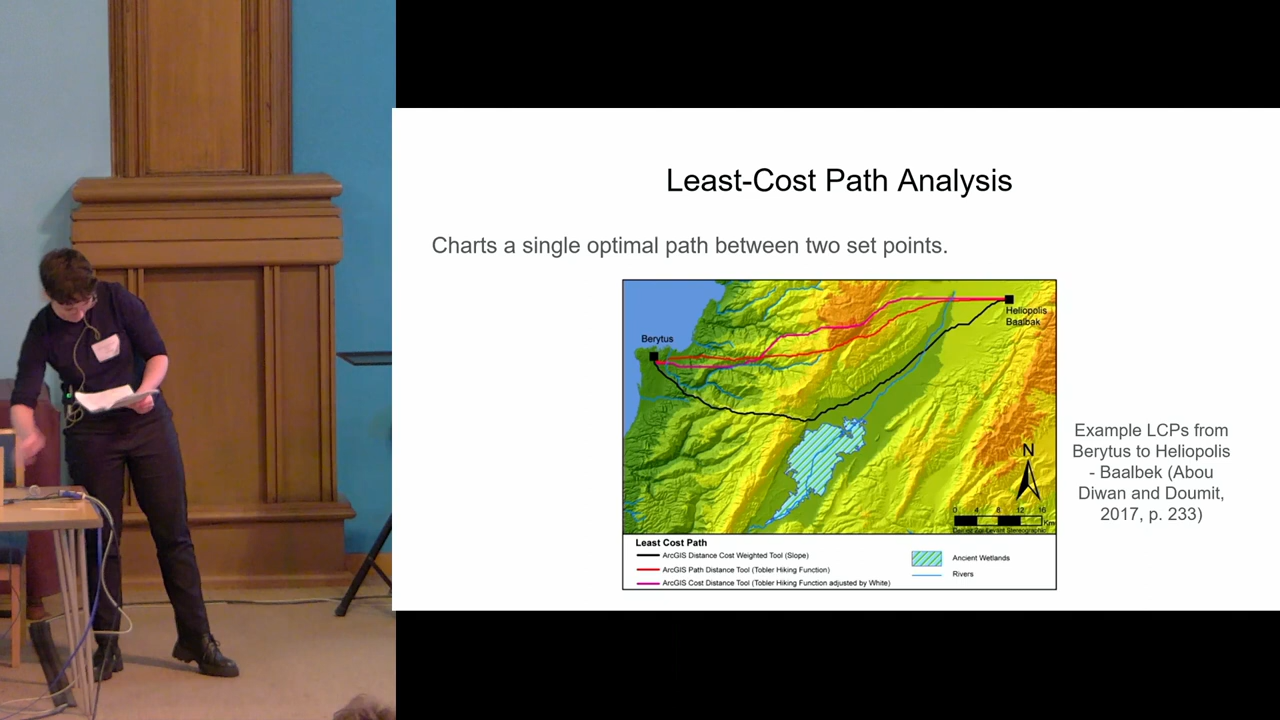 Least-Cost Path Analysis
Charts a single optimal path between two set points.
Heliopolis
Baalbak
Berytus
N
0 4 8 12 16
Km
Least Cost Path
ArcGIS Distance Cost Weighted Tool (Slope)
ArcGIS Path Distance Tool (Tobler Hiking Function)
ArcGIS Cost Distance Tool (Tobler Hiking Function adjusted by White)
Ancient Wetlands
Rivers
Example LCPs from
Berytus to Heliopolis
- Baalbek (Abou
Diwan and Doumit,
2017, p. 233)